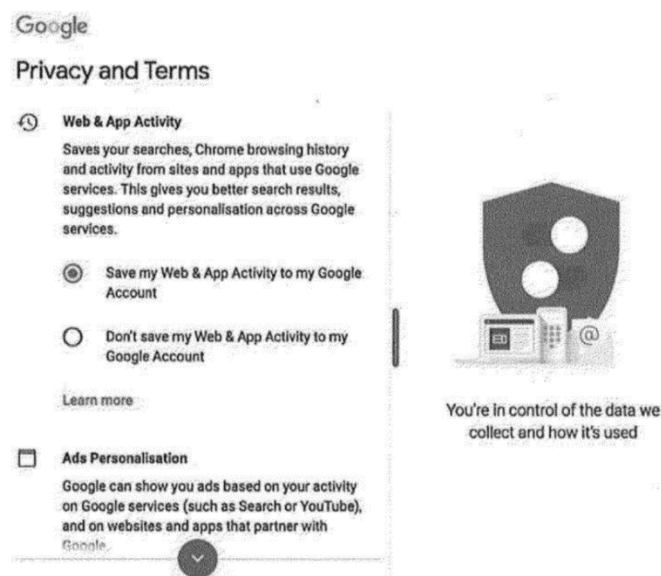 Google
Privacy and Terms
Web & App Activity
Saves your searches, Chrome browsing history
and activity from sites and apps that use Google
services. This gives you better search results,
suggestions and personalisation across Google
services.
Save my Web & App Activity to my Google
Account
Don't save my Web & App Activity to my
Google Account
Learn more
Ads Personalisation
Google can show you ads based on your activity
on Google services (such as Search or YouTube),
and on websites and apps that partner with
Google.
@
You're in control of the data we
collect and how it's used